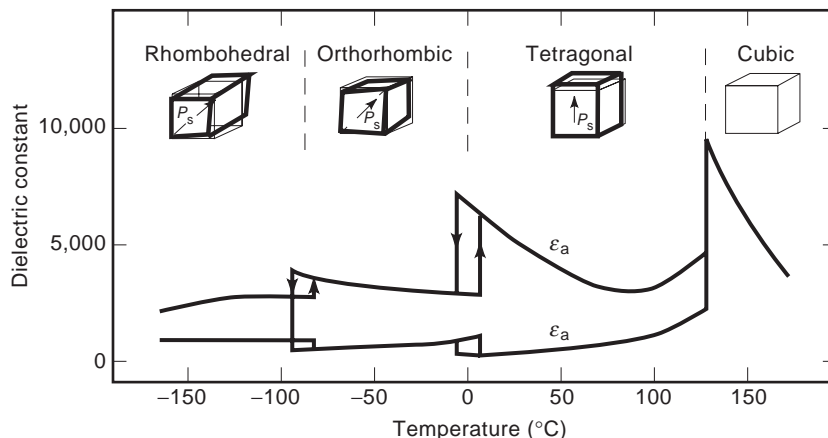 Rhombohedral Orthorhombic Tetragonal Cubic
Pₛ Pₛ Pₛ
Dielectric constant
10,000
5,000
0
εₐ
εₐ
−150 −100 −50 0 50 100 150
Temperature (°C)